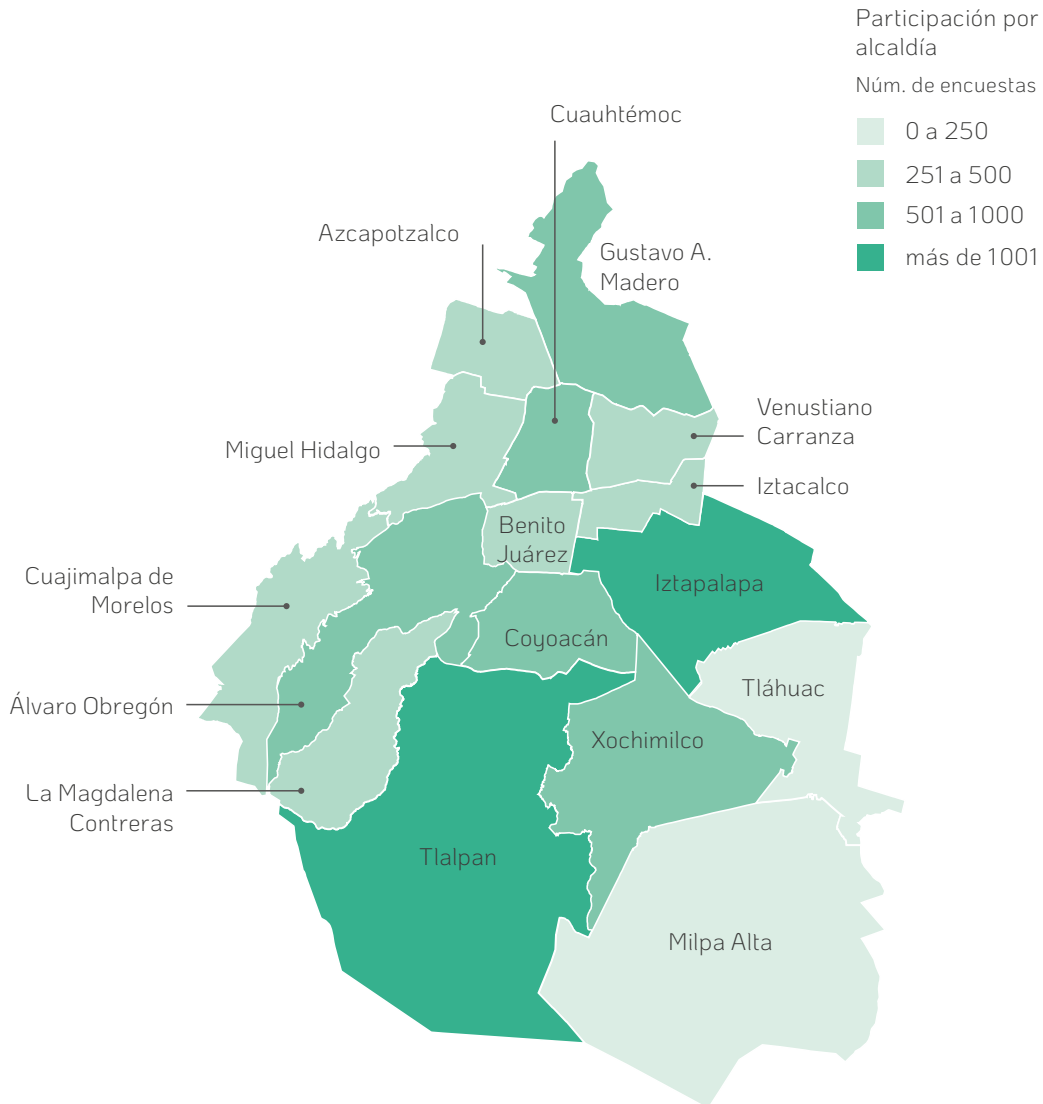 Participación por
alcaldía
Núm. de encuestas
0 a 250
251 a 500
501 a 1000
más de 1001
Cuauhtémoc
Azcapotzalco
Gustavo A.
Madero
Venustiano
Carranza
Miguel Hidalgo
Iztacalco
Benito
Juárez
Cuajimalpa de
Morelos
Iztapalapa
Coyoacán
Tláhuac
Álvaro Obregón
Xochimilco
La Magdalena
Contreras
Tlalpan
Milpa Alta